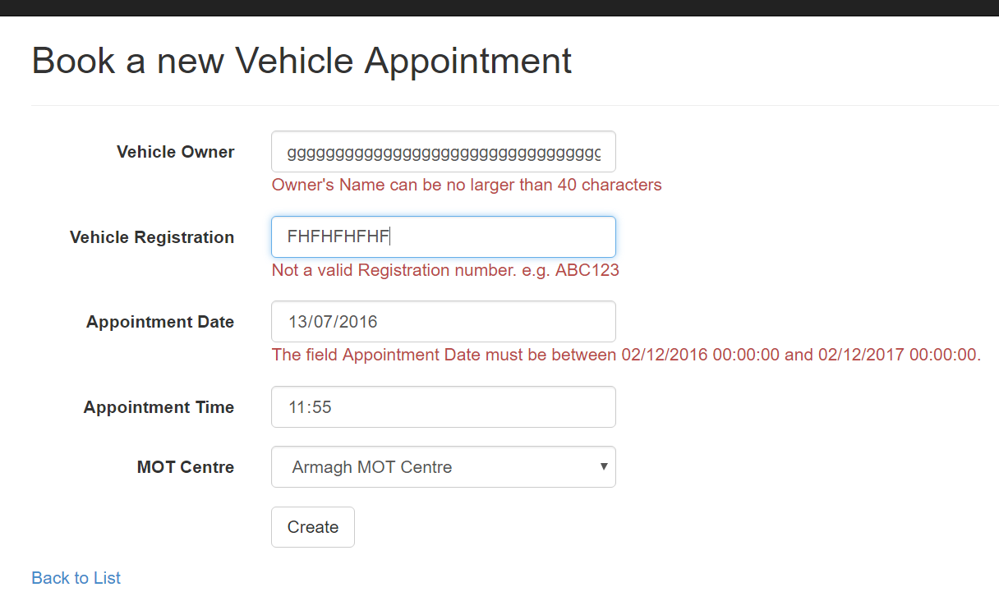 Book a new Vehicle Appointment
Vehicle Owner
ggggggggggggggggggggggggggggggggg
Owner's Name can be no larger than 40 characters
Vehicle Registration
FHFHFHFHF
Not a valid Registration number. e.g. ABC123
Appointment Date
13/07/2016
The field Appointment Date must be between 02/12/2016 00:00:00 and 02/12/2017 00:00:00.
Appointment Time
11:55
MOT Centre
Armagh MOT Centre
Create
Back to List